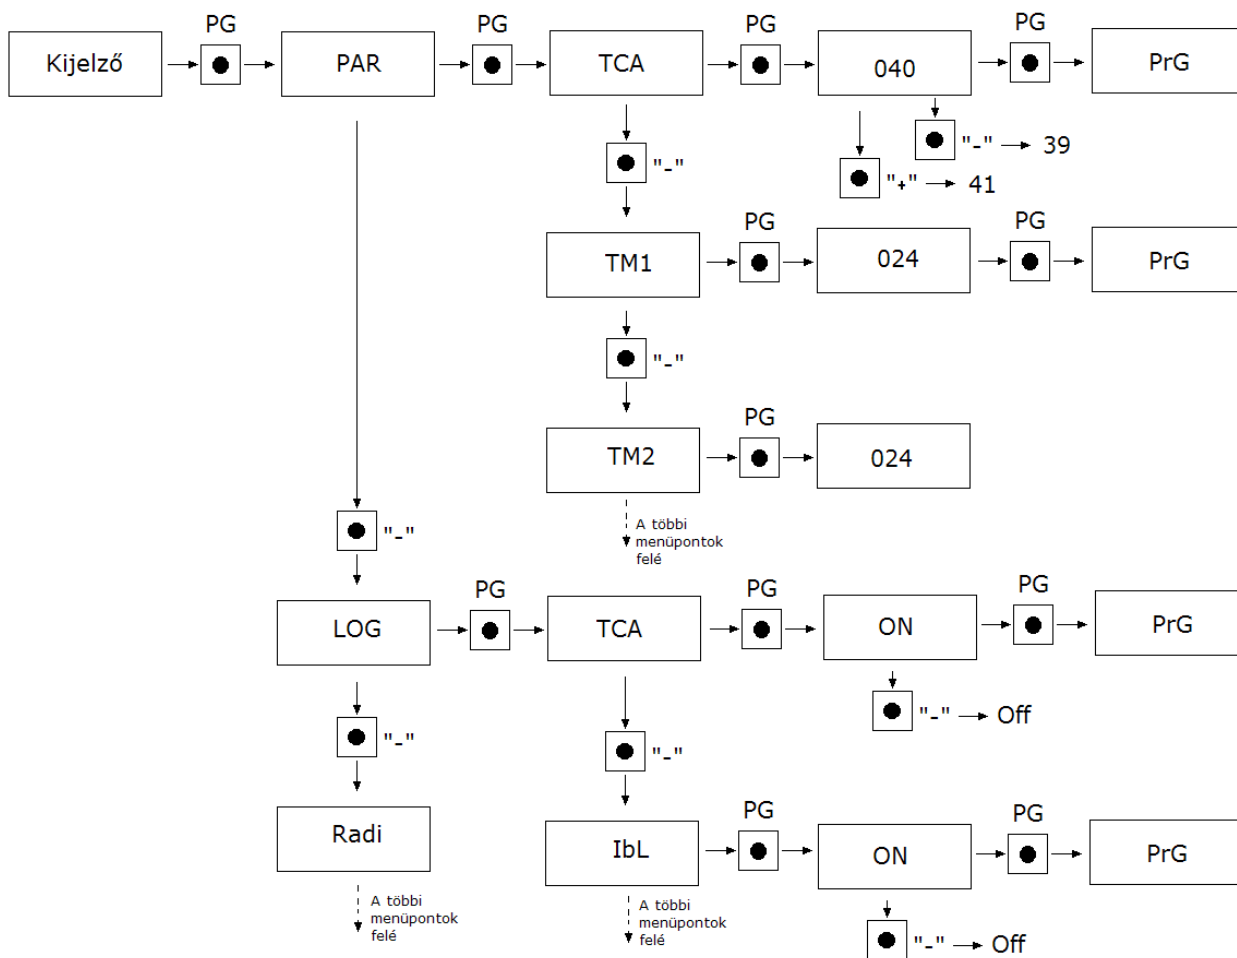 PG
PG
PG
PG
Kijelző
PAR
TCA
040
PrG
"-"
39
"-"
"+"
41
PG
PG
TM1
024
PrG
"-"
PG
TM2
024
"-"
A többi
menüpontok
felé
PG
PG
PG
LOG
TCA
ON
PrG
"-"
Off
"-"
"-"
PG
PG
Radi
IbL
ON
PrG
A többi
menüpontok
felé
A többi
menüpontok
felé
"-"
Off